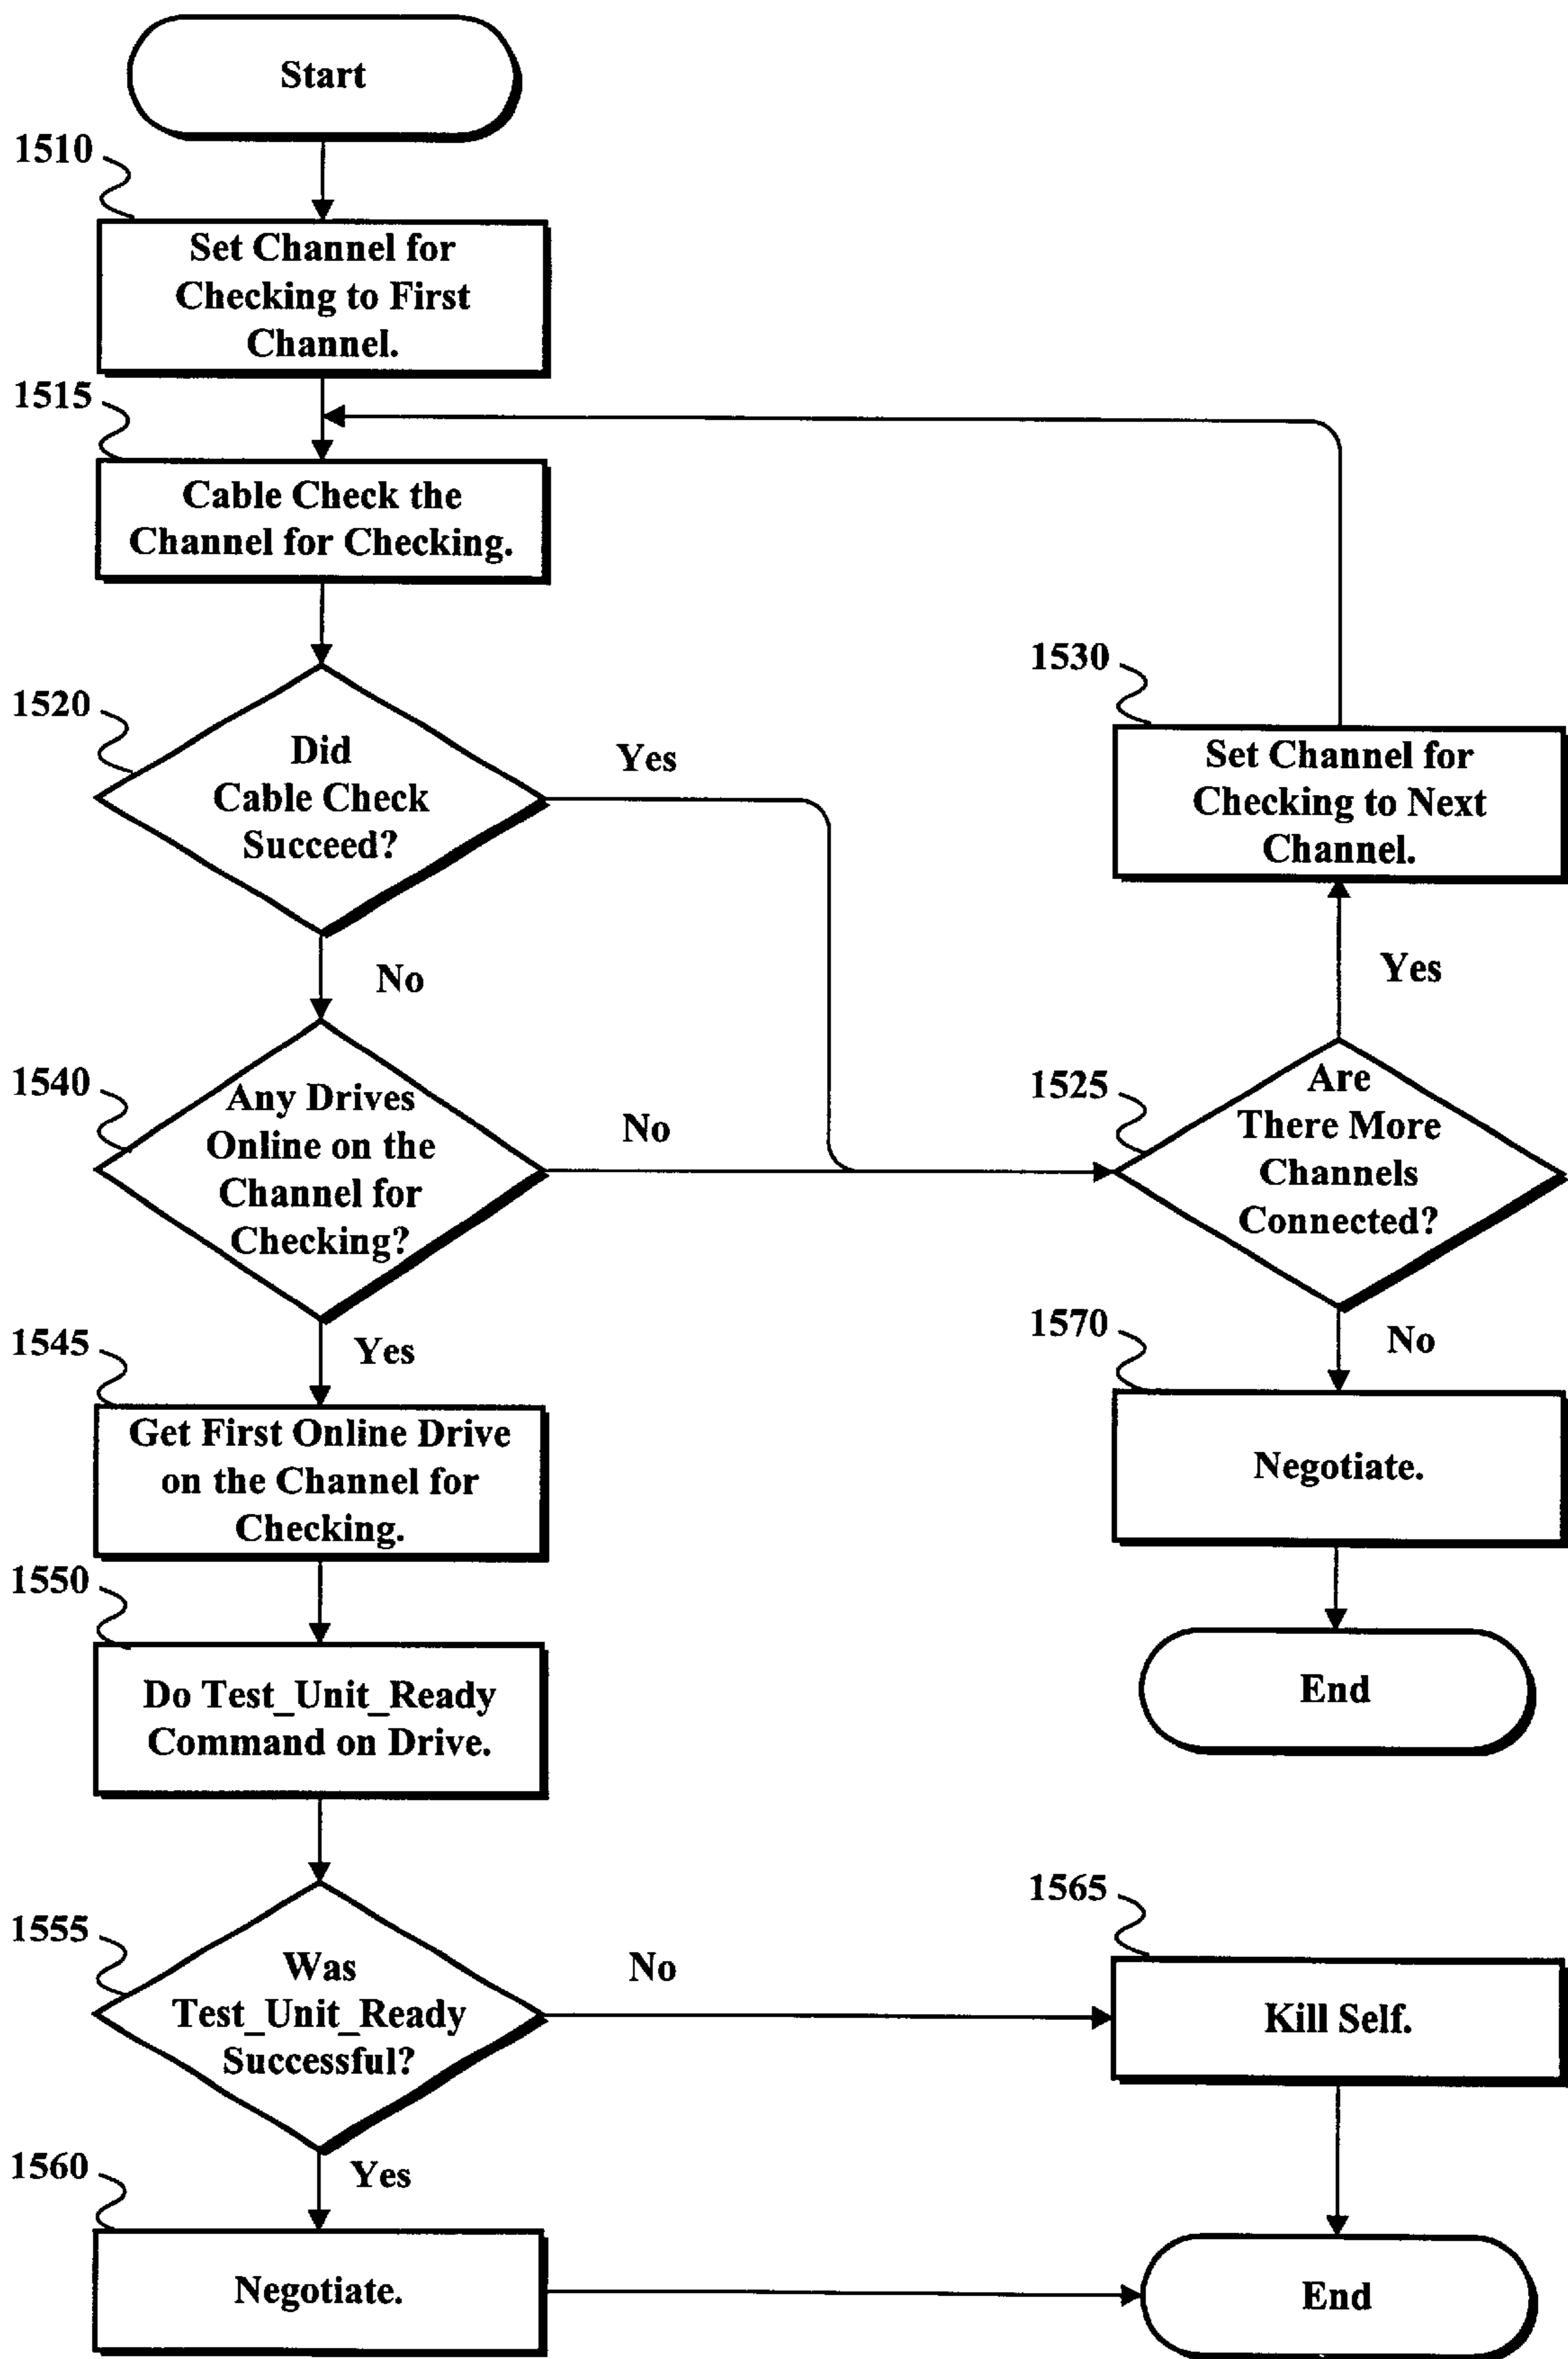 Start
1510
Set Channel for
Checking to First
Channel.
1515
Cable Check the
Channel for Checking.
1520
Did
Cable Check
Succeed?
Yes
No
1530
Set Channel for
Checking to Next
Channel.
Yes
1540
Any Drives
Online on the
Channel for
Checking?
No
Yes
1525
Are
There More
Channels
Connected?
No
1545
Get First Online Drive
on the Channel for
Checking.
1570
Negotiate.
End
1550
Do Test_Unit_Ready
Command on Drive.
1555
Was
Test_Unit_Ready
Successful?
No
Yes
1565
Kill Self.
1560
Negotiate.
End